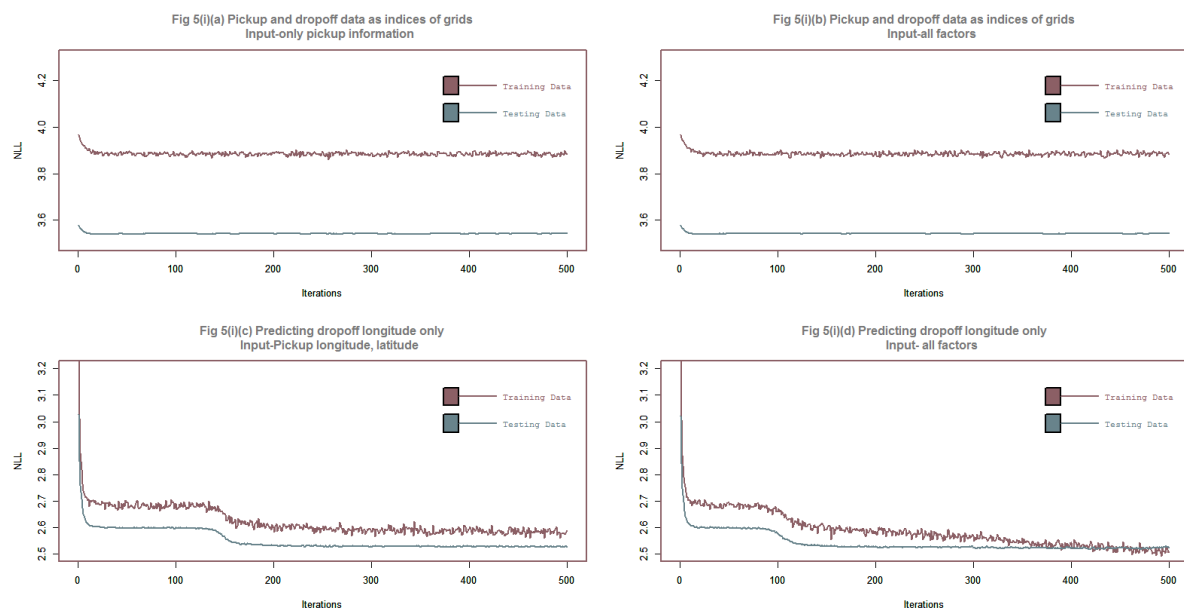 Fig 5(i)(a) Pickup and dropoff data as indices of grids
Input-only pickup information
NLL
4.2
4.0
3.8
3.6
Training Data
Testing Data
0 100 200 300 400 500
Iterations
Fig 5(i)(b) Pickup and dropoff data as indices of grids
Input-all factors
NLL
4.2
4.0
3.8
3.6
Training Data
Testing Data
0 100 200 300 400 500
Iterations
Fig 5(i)(c) Predicting dropoff longitude only
Input-Pickup longitude, latitude
NLL
3.2
3.1
3.0
2.9
2.8
2.7
2.6
2.5
Training Data
Testing Data
0 100 200 300 400 500
Iterations
Fig 5(i)(d) Predicting dropoff longitude only
Input- all factors
NLL
3.2
3.1
3.0
2.9
2.8
2.7
2.6
2.5
Training Data
Testing Data
0 100 200 300 400 500
Iterations